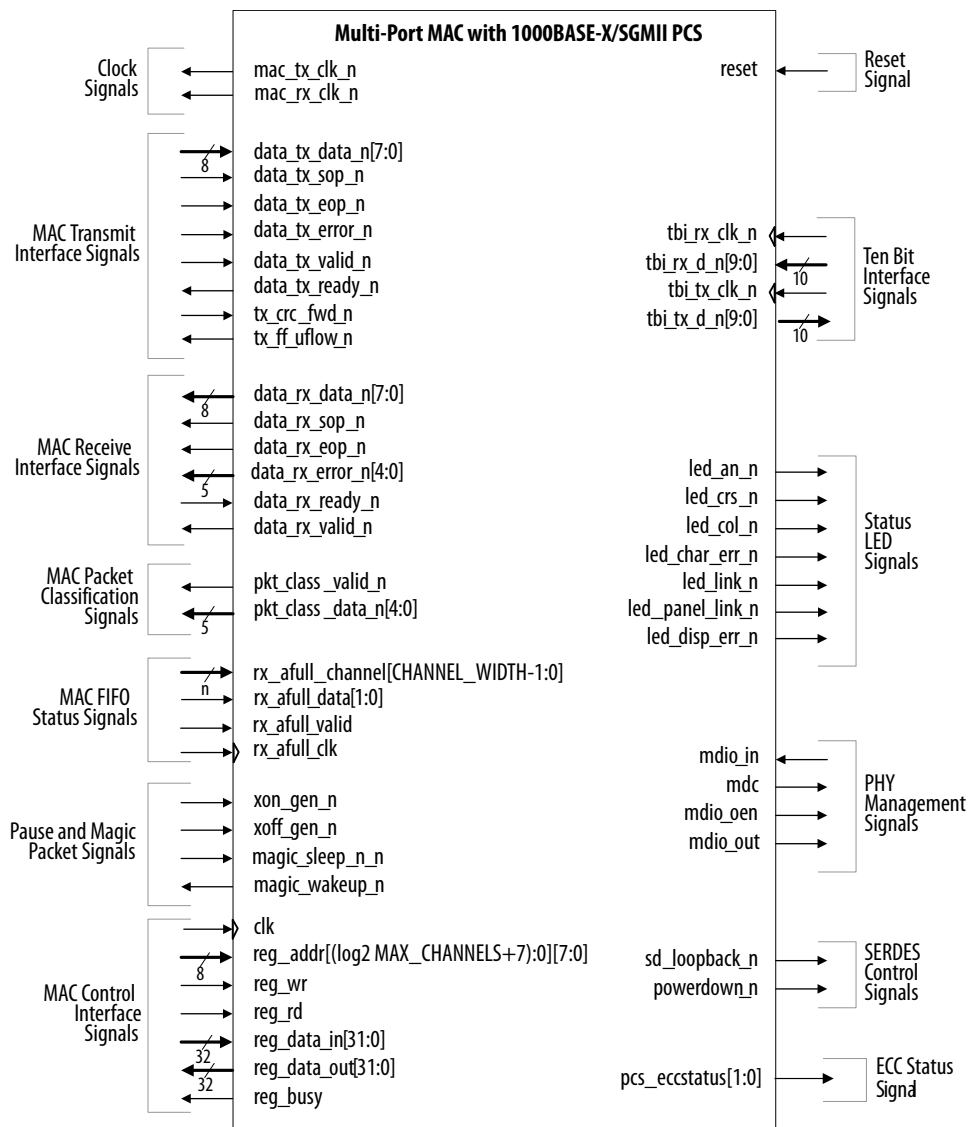 Multi-Port MAC with 1000BASE-X/SGMII PCS
Clock
Signals
mac_tx_clk_n
mac_rx_clk_n
MAC Transmit
Interface Signals
8
data_tx_data_n[7:0]
data_tx_sop_n
data_tx_eop_n
data_tx_error_n
data_tx_valid_n
data_tx_ready_n
tx_crc_fwd_n
tx_ff_uflow_n
MAC Receive
Interface Signals
8
data_rx_data_n[7:0]
data_rx_sop_n
data_rx_eop_n
5
data_rx_error_n[4:0]
data_rx_ready_n
data_rx_valid_n
MAC Packet
Classification
Signals
pkt_class_valid_n
5
pkt_class_data_n[4:0]
MAC FIFO
Status Signals
n
rx_afull_channel[CHANNEL_WIDTH-1:0]
rx_afull_data[1:0]
rx_afull_valid
rx_afull_clk
Pause and Magic
Packet Signals
xon_gen_n
xoff_gen_n
magic_sleep_n_n
magic_wakeup_n
MAC Control
Interface
Signals
clk
8
reg_addr[(log2 MAX_CHANNELS+7):0][7:0]
reg_wr
reg_rd
32
reg_data_in[31:0]
32
reg_data_out[31:0]
reg_busy
reset
Reset
Signal
tbi_rx_clk_n
tbi_rx_d_n[9:0]
10
tbi_tx_clk_n
tbi_tx_d_n[9:0]
10
Ten Bit
Interface
Signals
led_an_n
led_crs_n
led_col_n
led_char_err_n
led_link_n
led_panel_link_n
led_disp_err_n
Status
LED
Signals
mdio_in
mdc
mdio_oen
mdio_out
PHY
Management
Signals
sd_loopback_n
powerdown_n
SERDES
Control
Signals
pcs_eccstatus[1:0]
ECC Status
Signal